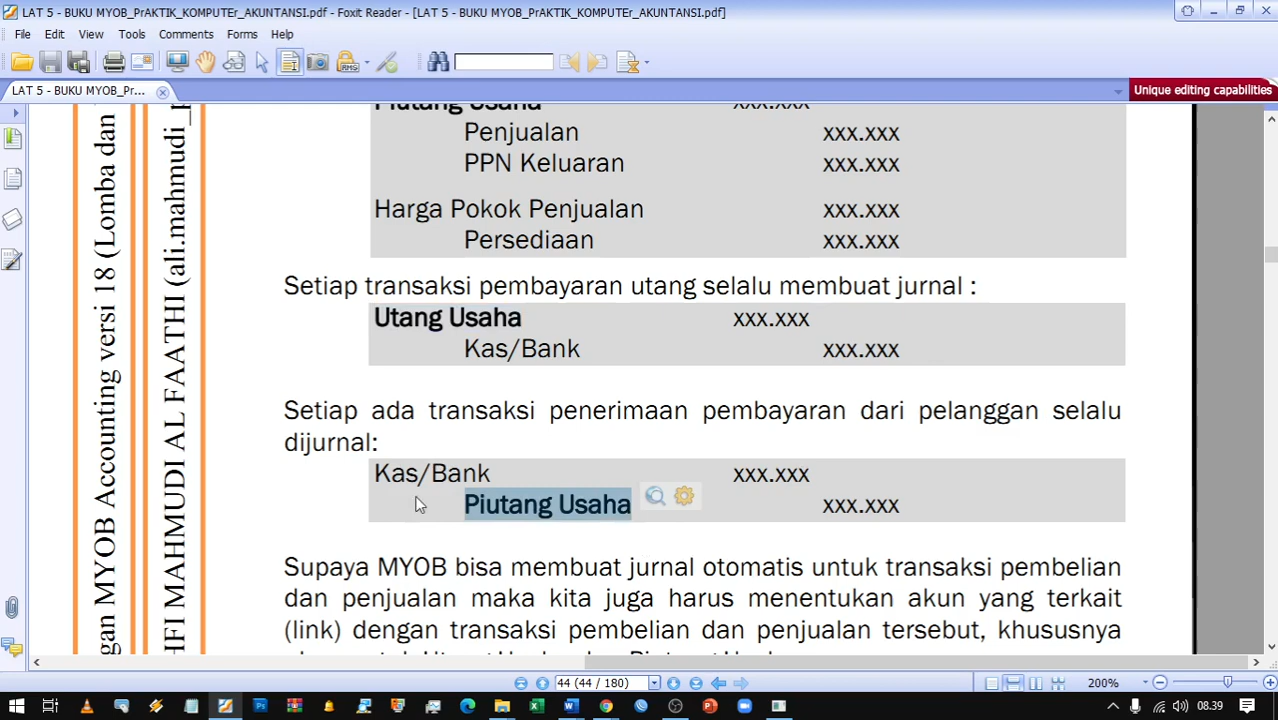 LAT 5 - BUKU MYOB_PrAKTIK_KOMPUTEr_AKUNTANSI.pdf - Foxit Reader - [LAT 5 - BUKU MYOB_PrAKTIK_KOMPUTEr_AKUNTANSI.pdf]
File Edit View Tools Comments Forms Help
LAT 5 - BUKU MYOB_Pr...
Unique editing capabilities
gan MYOB Accounting versi 18 (Lomba dan
IFI MAHMUDI AL FAATHI (ali.mahmudi_
Piutang Usaha xxx.xxx
Penjualan xxx.xxx
PPN Keluaran xxx.xxx
Harga Pokok Penjualan xxx.xxx
Persediaan xxx.xxx
Setiap transaksi pembayaran utang selalu membuat jurnal :
Utang Usaha xxx.xxx
Kas/Bank xxx.xxx
Setiap ada transaksi penerimaan pembayaran dari pelanggan selalu
dijurnal:
Kas/Bank xxx.xxx
Piutang Usaha xxx.xxx
Supaya MYOB bisa membuat jurnal otomatis untuk transaksi pembelian
dan penjualan maka kita juga harus menentukan akun yang terkait
(link) dengan transaksi pembelian dan penjualan tersebut, khususnya
44 (44 / 180) 200%
08.39